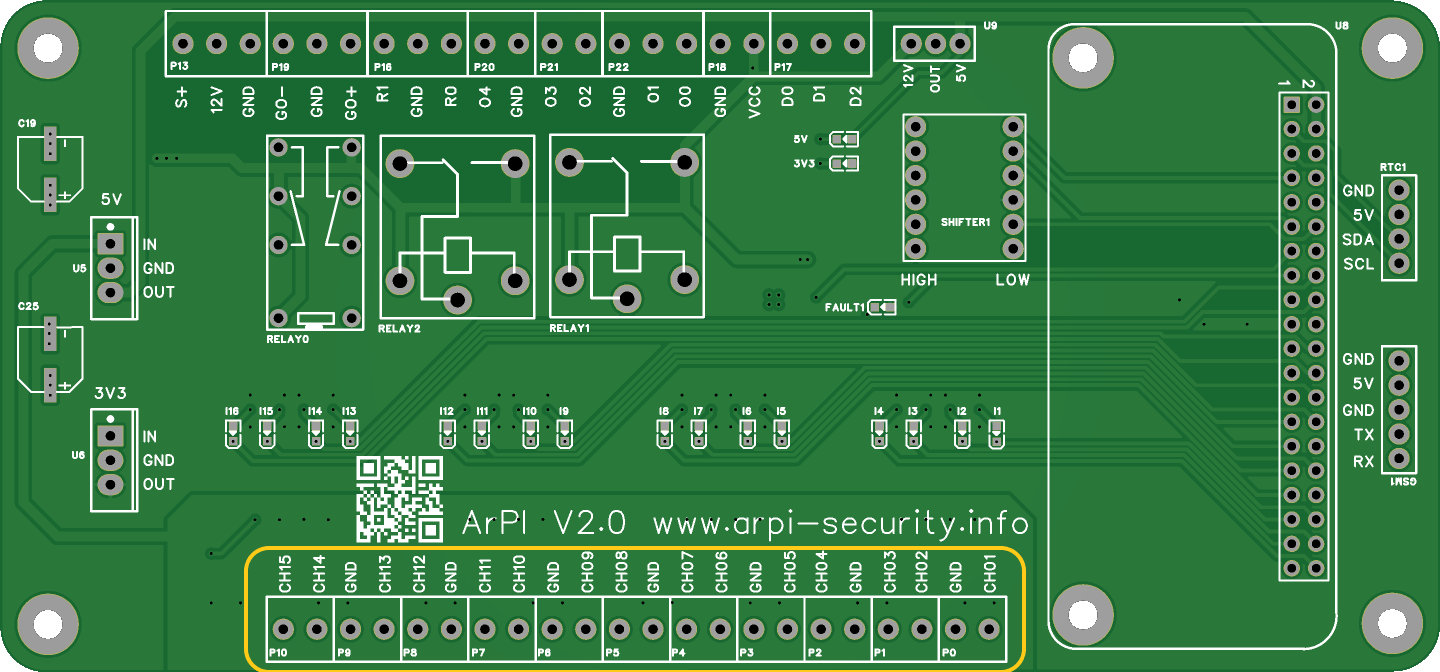 P13 P19 P16 P20 P21 P22 P18 P17
S+ 12V GND GO- GND GO+ R1 GND R0 O4 GND O3 O2 GND O1 O0 GND VCC D0 D1 D2
U9
12V OUT 5V
U8
1 2
C19
- +
5V
U5
IN
GND
OUT
C25
- +
3V3
U6
IN
GND
OUT
RELAY0
RELAY2
RELAY1
5V
3V3
SHIFTER1
HIGH LOW
FAULT1
RTC1
GND
5V
SDA
SCL
GND
5V
GND
TX
RX
GSM1
I16 I15 I14 I13 I12 I11 I10 I9 I8 I7 I6 I5 I4 I3 I2 I1
ArPI V2.0 www.arpi-security.info
CH15 CH14 GND CH13 CH12 GND CH11 CH10 GND CH09 CH08 GND CH07 CH06 GND CH05 CH04 GND CH03 CH02 GND CH01
P10 P9 P8 P7 P6 P5 P4 P3 P2 P1 P0